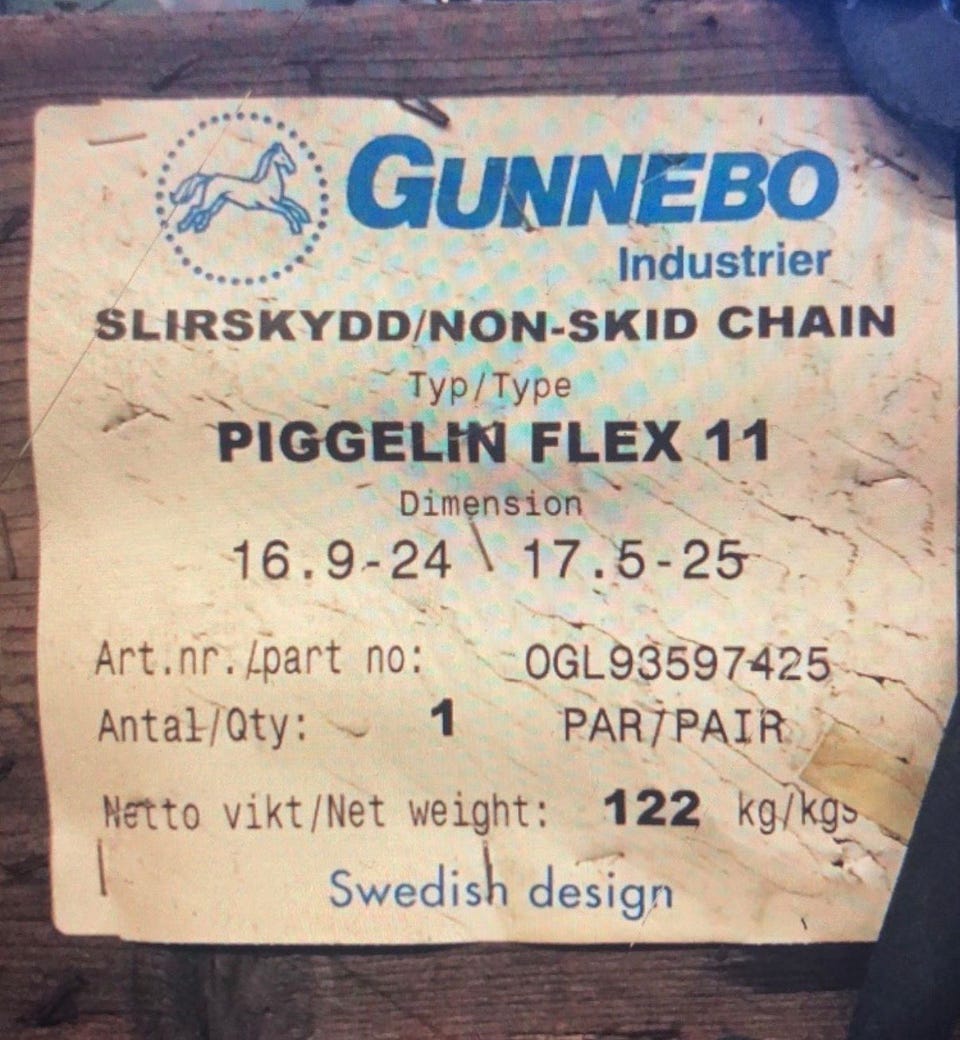 GUNNEBO
Industrier
SLIRSKYDD/NON-SKID CHAIN
Typ/Type
PIGGELIN FLEX 11
Dimension
16.9-24 \ 17.5-25
Art.nr./part no: OGL93597425
Antal/Qty: 1 PAR/PAIR
Netto vikt/Net weight: 122 kg/kgs
Swedish design